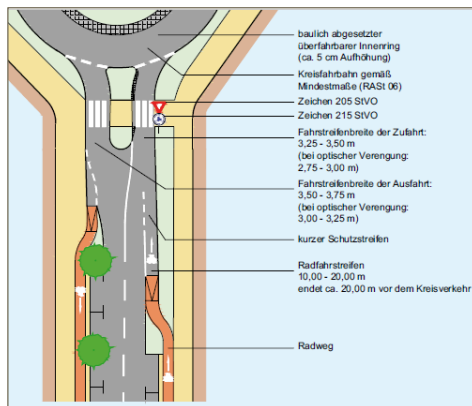 baulich abgesetzter
überfahrbarer Innenring
(ca. 5 cm Aufhöhung)
Kreisfahrbahn gemäß
Mindestmaße (RASt 06)
Zeichen 205 StVO
Zeichen 215 StVO
Fahrstreifenbreite der Zufahrt:
3,25 - 3,50 m
(bei optischer Verengung:
2,75 - 3,00 m)
Fahrstreifenbreite der Ausfahrt:
3,50 - 3,75 m
(bei optischer Verengung:
3,00 - 3,25 m)
kurzer Schutzstreifen
Radfahrstreifen
10,00 - 20,00 m
endet ca. 20,00 m vor dem Kreisverkehr
Radweg